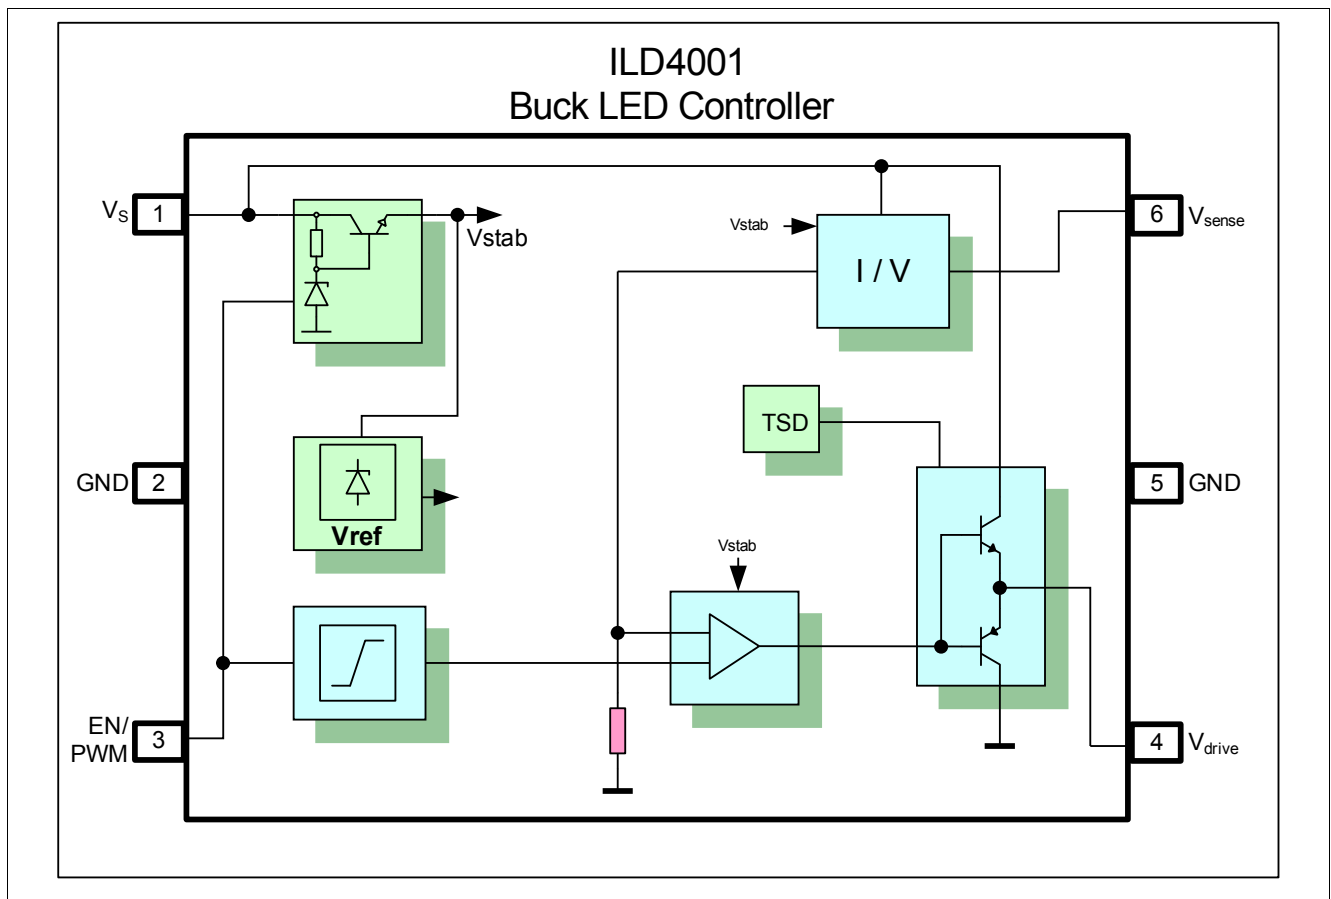 ILD4001
Buck LED Controller
VS
1
Vstab
Vstab
I / V
6
Vsense
TSD
GND
2
Vref
5
GND
Vstab
EN/
PWM
3
4
Vdrive